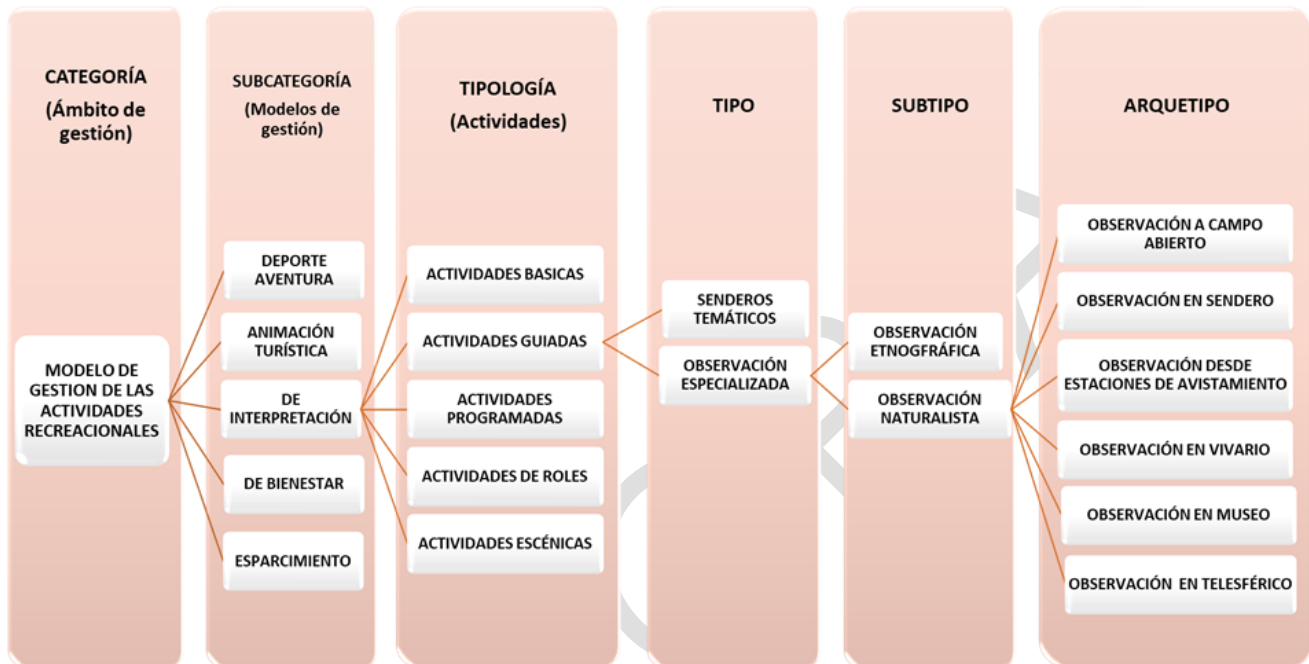 CATEGORÍA
(Ámbito de
gestión)
MODELO DE
GESTION DE LAS
ACTIVIDADES
RECREACIONALES
SUBCATEGORÍA
(Modelos de
gestión)
DEPORTE
AVENTURA
ANIMACIÓN
TURÍSTICA
DE
INTERPRETACIÓN
DE BIENESTAR
ESPARCIMIENTO
TIPOLOGÍA
(Actividades)
ACTIVIDADES BASICAS
ACTIVIDADES GUIADAS
ACTIVIDADES
PROGRAMADAS
ACTIVIDADES DE ROLES
ACTIVIDADES ESCÉNICAS
TIPO
SENDEROS
TEMÁTICOS
OBSERVACIÓN
ESPECIALIZADA
SUBTIPO
OBSERVACIÓN
ETNOGFRÁFICA
OBSERVACIÓN
NATURALISTA
ARQUETIPO
OBSERVACIÓN A CAMPO
ABIERTO
OBSERVACIÓN EN SENDERO
OBSERVACIÓN DESDE
ESTACIONES DE AVISTAMIENTO
OBSERVACIÓN EN VIVARIO
OBSERVACIÓN EN MUSEO
OBSERVACIÓN EN TELESFÉRICO